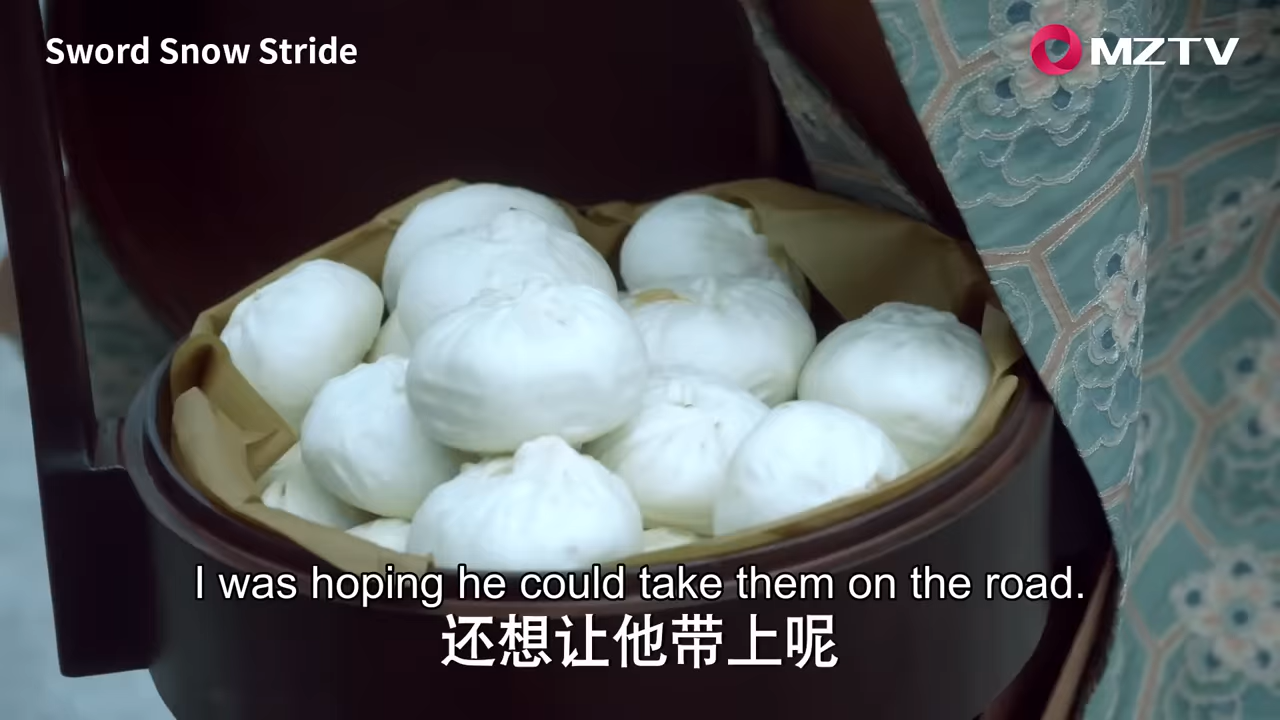 Sword Snow Stride
MZTV
I was hoping he could take them on the road.
还想让他带上呢